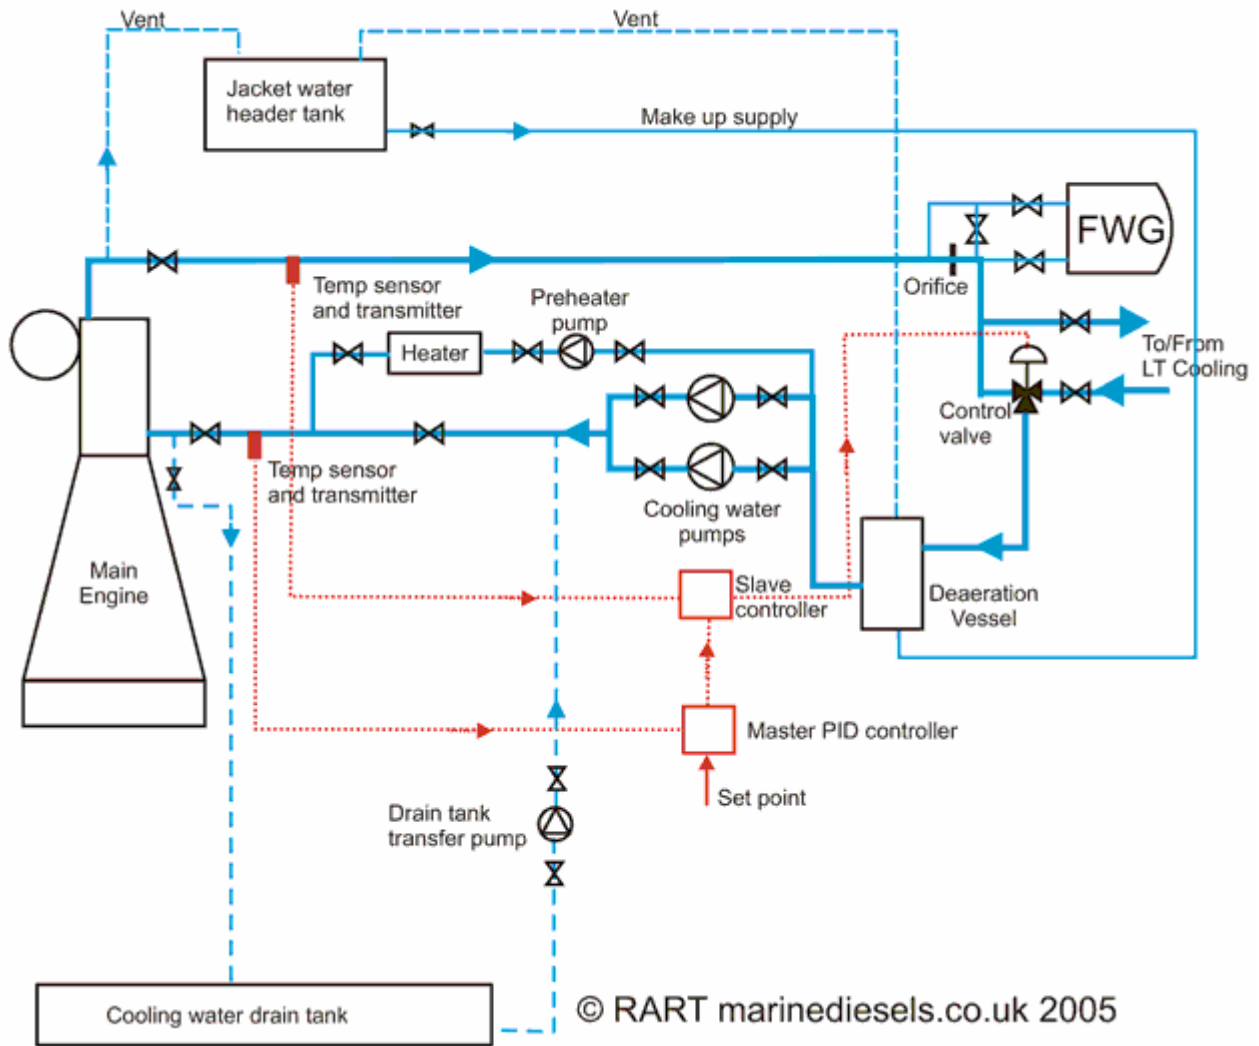 Vent
Vent
Jacket water
header tank
Make up supply
FWG
Orifice
Temp sensor
and transmitter
Preheater
pump
Heater
To/From
LT Cooling
Control
valve
Temp sensor
and transmitter
Cooling water
pumps
Main
Engine
Slave
controller
Deaeration
Vessel
Master PID controller
Set point
Drain tank
transfer pump
Cooling water drain tank
© RART marinediesels.co.uk 2005